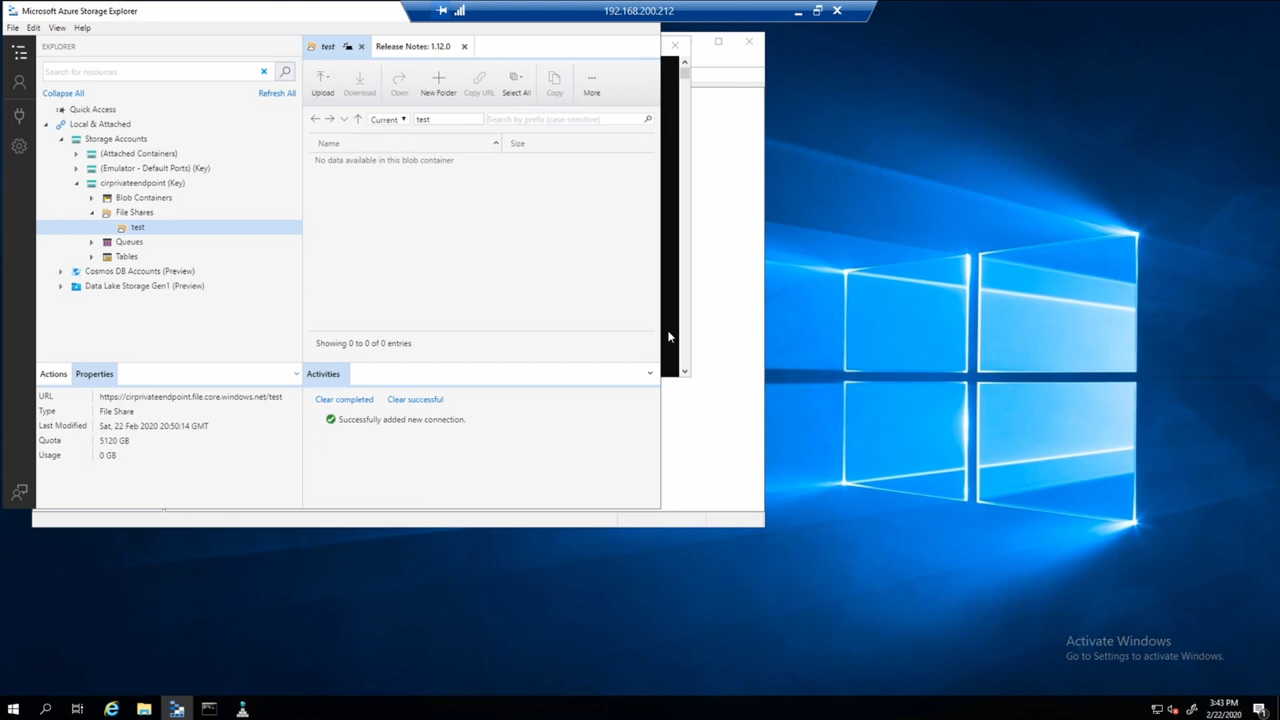 Microsoft Azure Storage Explorer
192.168.200.212
File Edit View Help
EXPLORER
Search for resources
Collapse All Refresh All
Quick Access
Local & Attached
Storage Accounts
(Attached Containers)
(Emulator - Default Ports) (Key)
cirprivateendpoint (Key)
Blob Containers
File Shares
test
Queues
Tables
Cosmos DB Accounts (Preview)
Data Lake Storage Gen1 (Preview)
test Release Notes: 1.12.0
Upload Download Open New Folder Copy URL Select All Copy More
Current test Search by prefix (case-sensitive)
Name Size
No data available in this blob container
Showing 0 to 0 of 0 entries
Actions Properties
URL https://cirprivateendpoint.file.core.windows.net/test
Type File Share
Last Modified Sat, 22 Feb 2020 20:50:14 GMT
Quota 5120 GB
Usage 0 GB
Activities
Clear completed Clear successful
Successfully added new connection.
Activate Windows
Go to Settings to activate Windows.
3:43 PM
2/22/2020
1